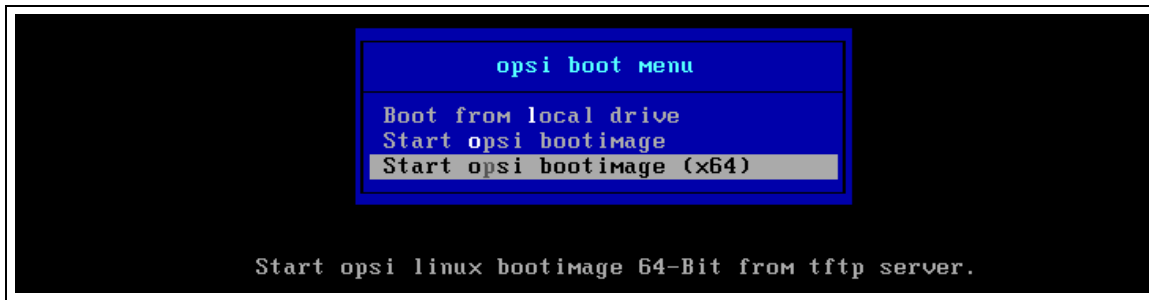 opsi boot menu
Boot from local drive
Start opsi bootimage
Start opsi bootimage (x64)
Start opsi linux bootimage 64-Bit from tftp server.